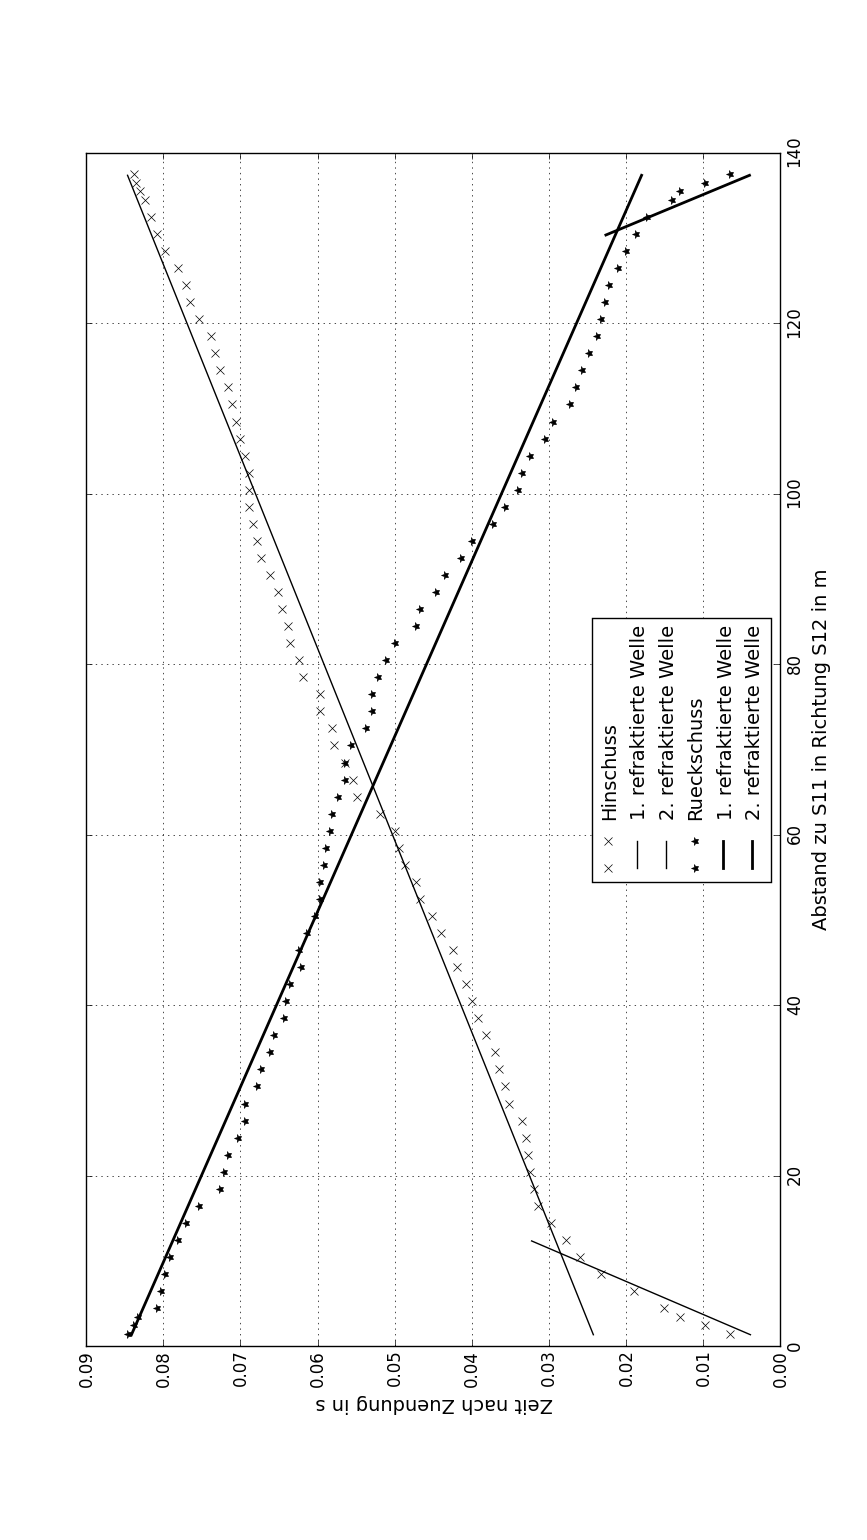 0.09
0.08
0.07
0.06
0.05
0.04
0.03
0.02
0.01
0.00
Zeit nach Zuendung in s
0
20
40
60
80
100
120
140
Abstand zu S11 in Richtung S12 in m
Hinschuss
1. refraktierte Welle
2. refraktierte Welle
Rueckschuss
1. refraktierte Welle
2. refraktierte Welle